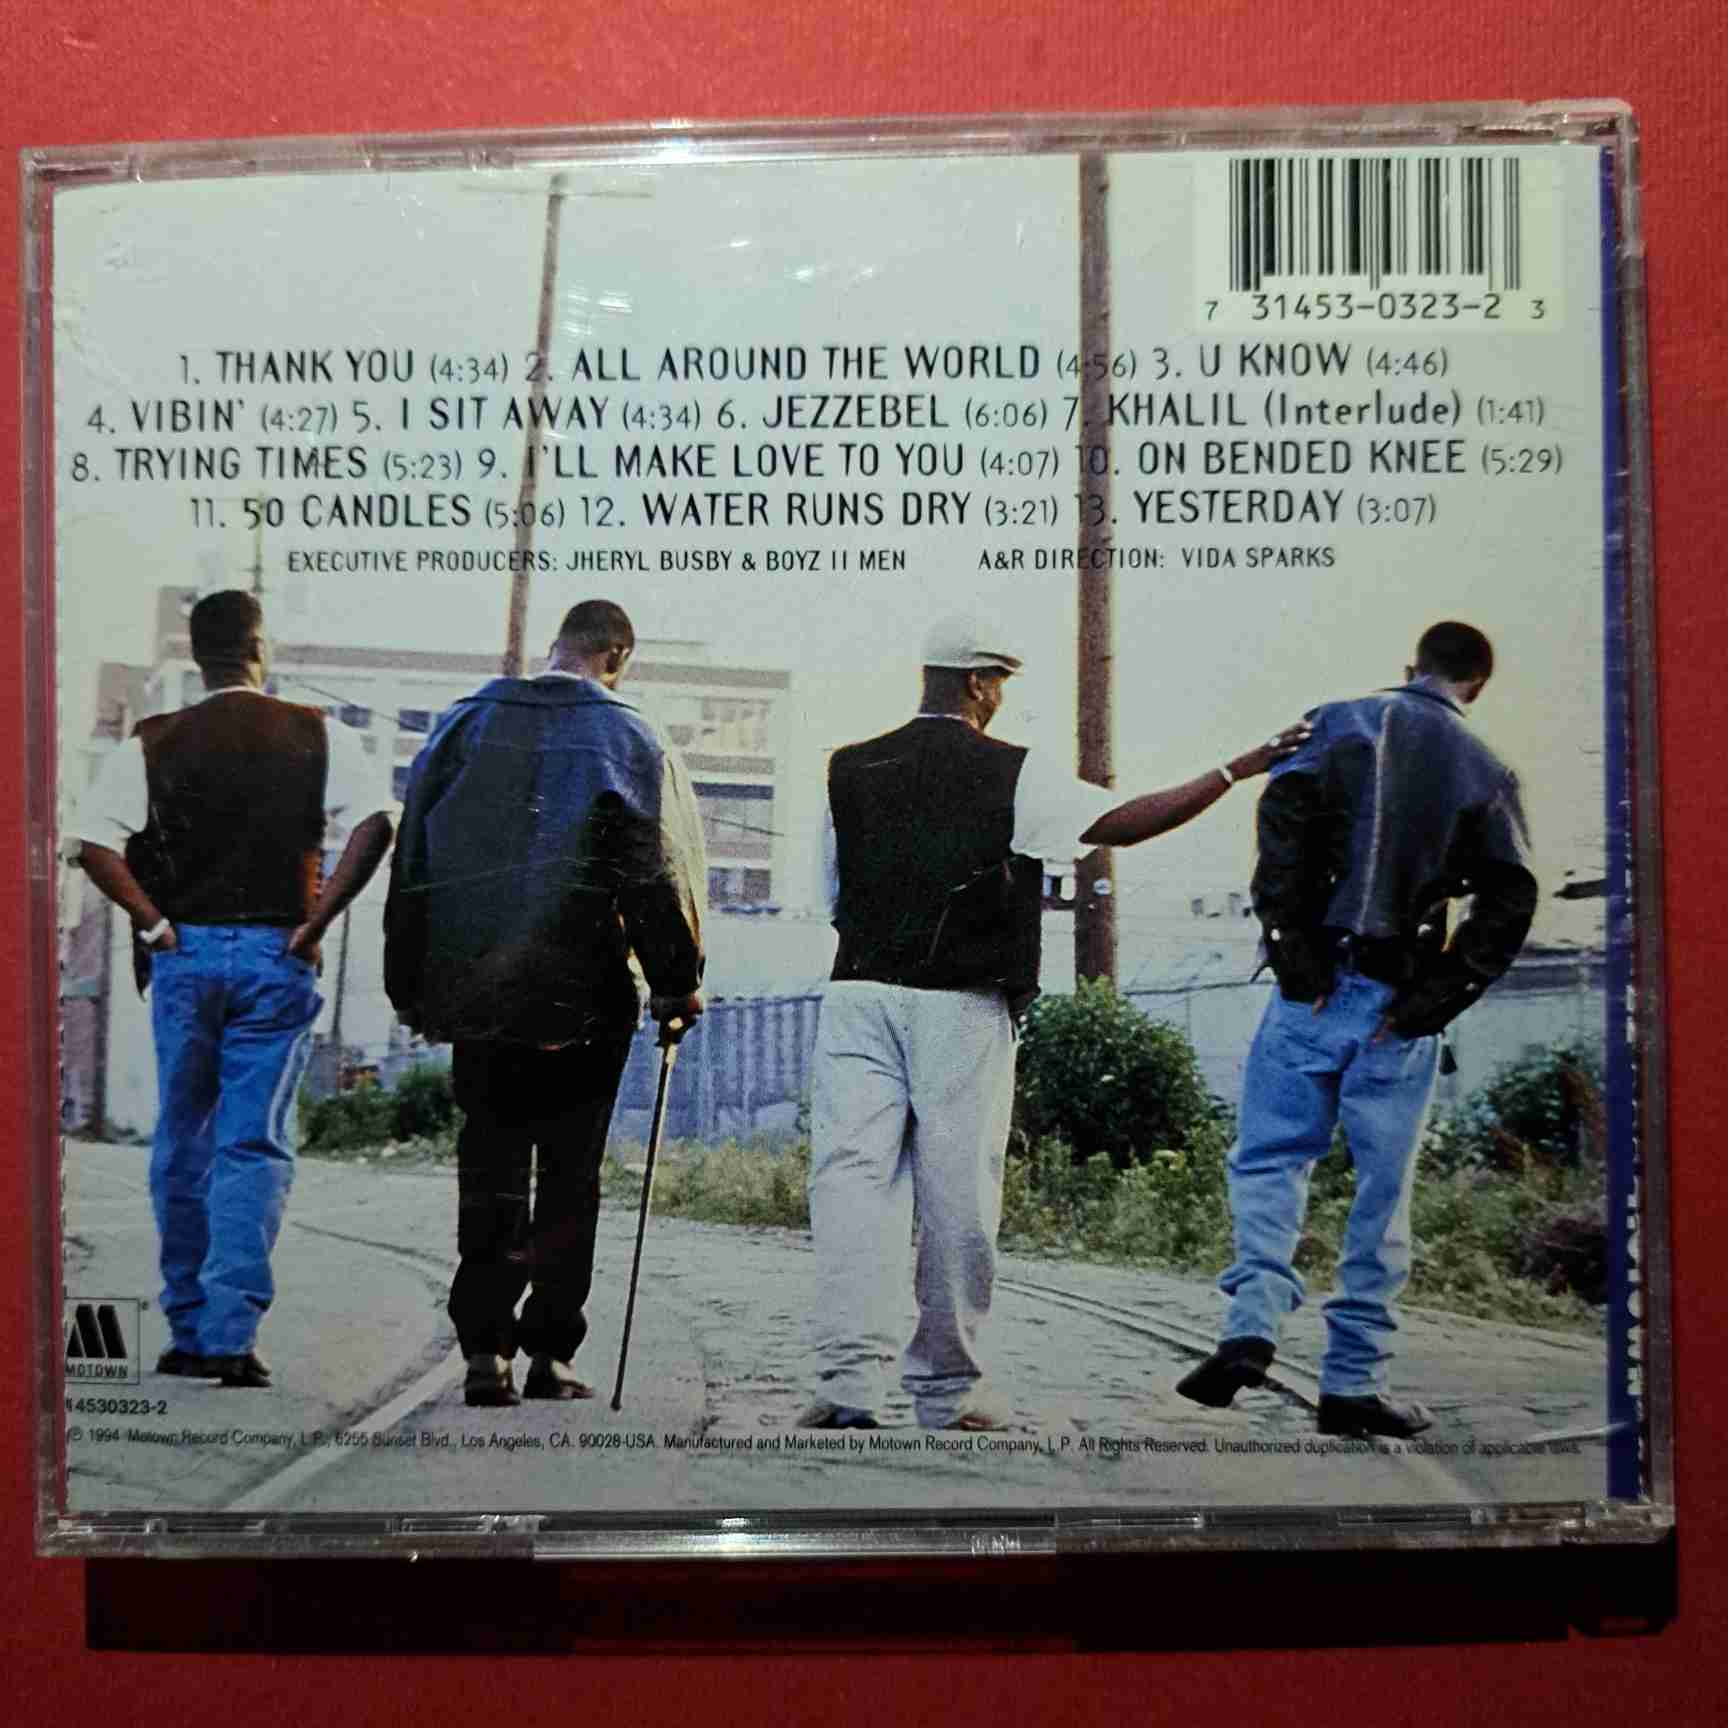 7 31453-0323-2 3
1. THANK YOU (4:34) 2. ALL AROUND THE WORLD (4:56) 3. U KNOW (4:46)
4. VIBIN' (4:27) 5. I SIT AWAY (4:34) 6. JEZZEBEL (6:06) 7. KHALIL (Interlude) (1:41)
8. TRYING TIMES (5:23) 9. I'LL MAKE LOVE TO YOU (4:07) 10. ON BENDED KNEE (5:29)
11. 50 CANDLES (5:06) 12. WATER RUNS DRY (3:21) 13. YESTERDAY (3:07)
EXECUTIVE PRODUCERS: JHERYL BUSBY & BOYZ II MEN A&R DIRECTION: VIDA SPARKS
M
MOTOWN
4530323-2
℗ 1994 Motown Record Company, L.P., 6255 Sunset Blvd., Los Angeles, CA. 90028-USA. Manufactured and Marketed by Motown Record Company, L.P. All Rights Reserved. Unauthorized duplication is a violation of applicable laws.